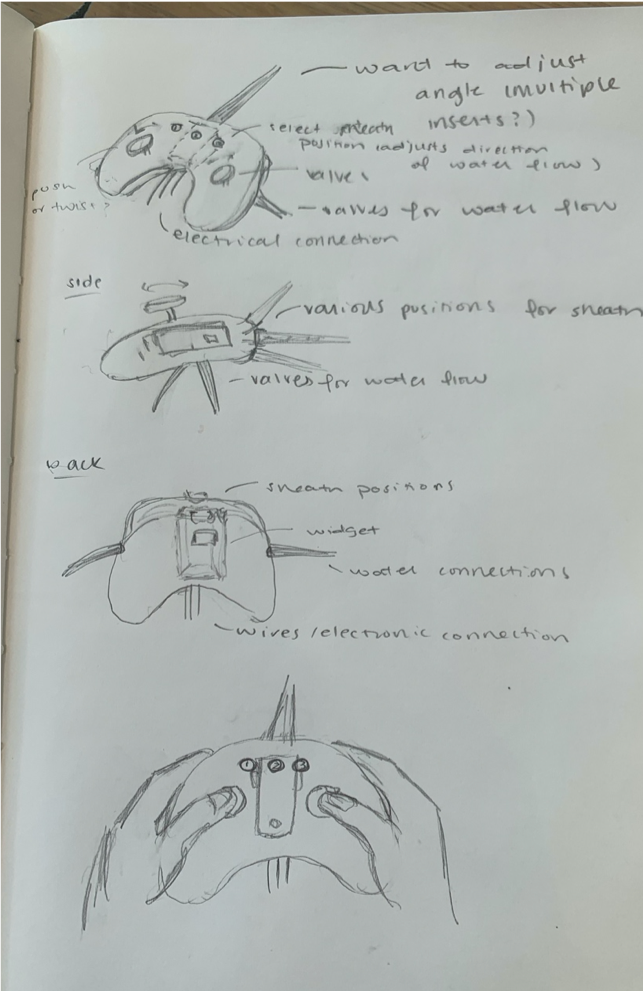 want to adjust
angle (multiple
inserts?)
select sheath
position (adjusts direction
of water flow)
valves
push
or twist?
valves for water flow
electrical connection
side
various positions for sheath
valves for water flow
back
sheath positions
widget
water connections
wires/electronic connection
1 2 3